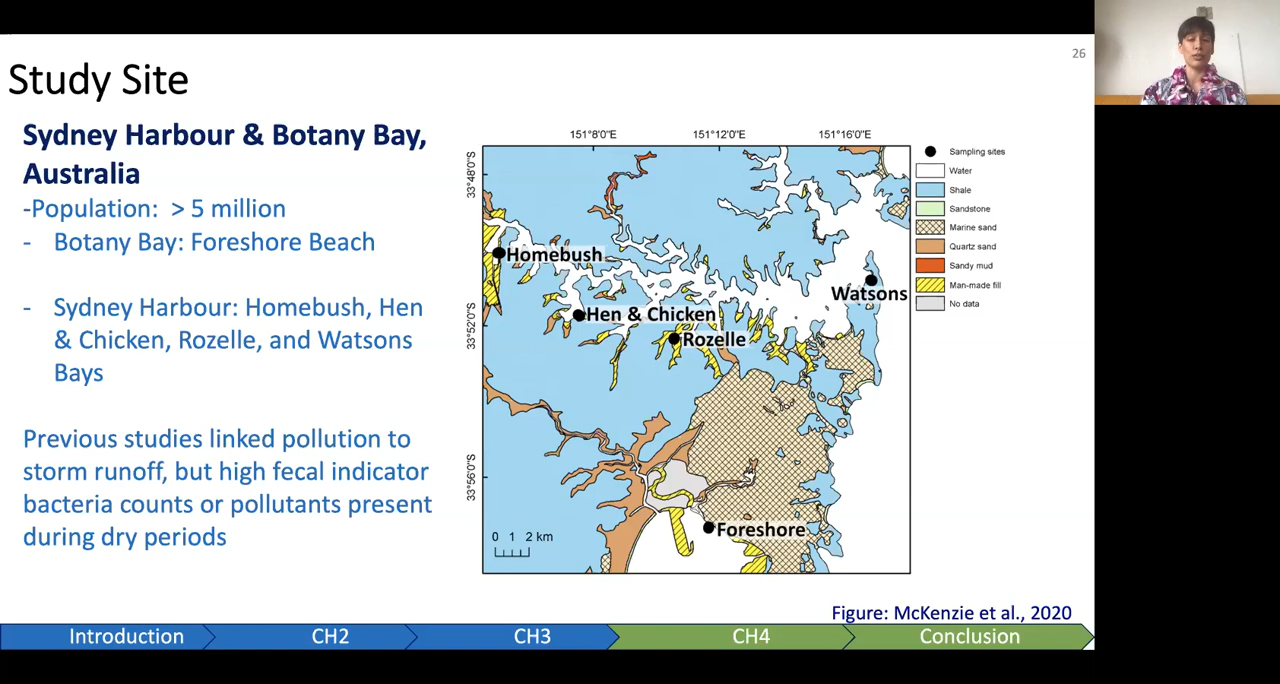 26
Study Site
Sydney Harbour & Botany Bay,
Australia
-Population:  > 5 million
- Botany Bay: Foreshore Beach
- Sydney Harbour: Homebush, Hen
& Chicken, Rozelle, and Watsons
Bays
Previous studies linked pollution to
storm runoff, but high fecal indicator
bacteria counts or pollutants present
during dry periods
151°8'0"E
151°12'0"E
151°16'0"E
33°48'0"S
33°52'0"S
33°56'0"S
Homebush
Hen & Chicken
Rozelle
Watsons
Foreshore
0 1 2 km
Sampling sites
Water
Shale
Sandstone
Marine sand
Quartz sand
Sandy mud
Man-made fill
No data
Figure: McKenzie et al., 2020
Introduction
CH2
CH3
CH4
Conclusion